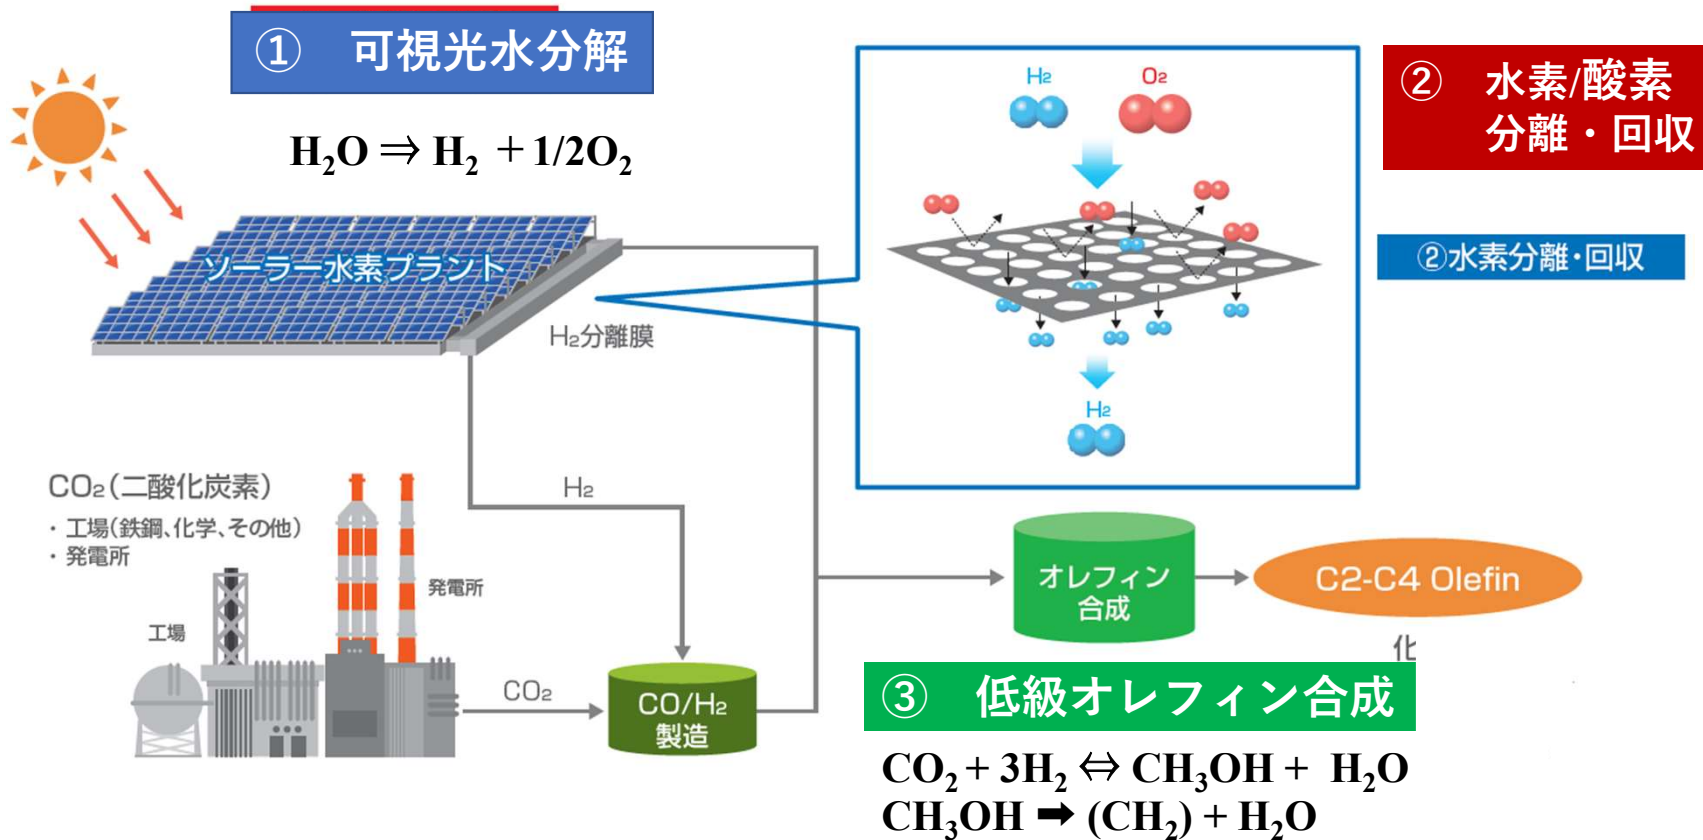 ① 可視光水分解
H₂O ⇒ H₂ + 1/2O₂
ソーラー水素プラント
H₂分離膜
H₂
O₂
H₂
② 水素/酸素
分離・回収
②水素分離・回収
CO₂(二酸化炭素)
・工場(鉄鋼、化学、その他)
・発電所
工場
発電所
H₂
CO₂
CO/H₂
製造
オレフィン
合成
C2-C4 Olefin
化
③ 低級オレフィン合成
CO₂ + 3H₂ ⇔ CH₃OH + H₂O
CH₃OH ➡ (CH₂) + H₂O